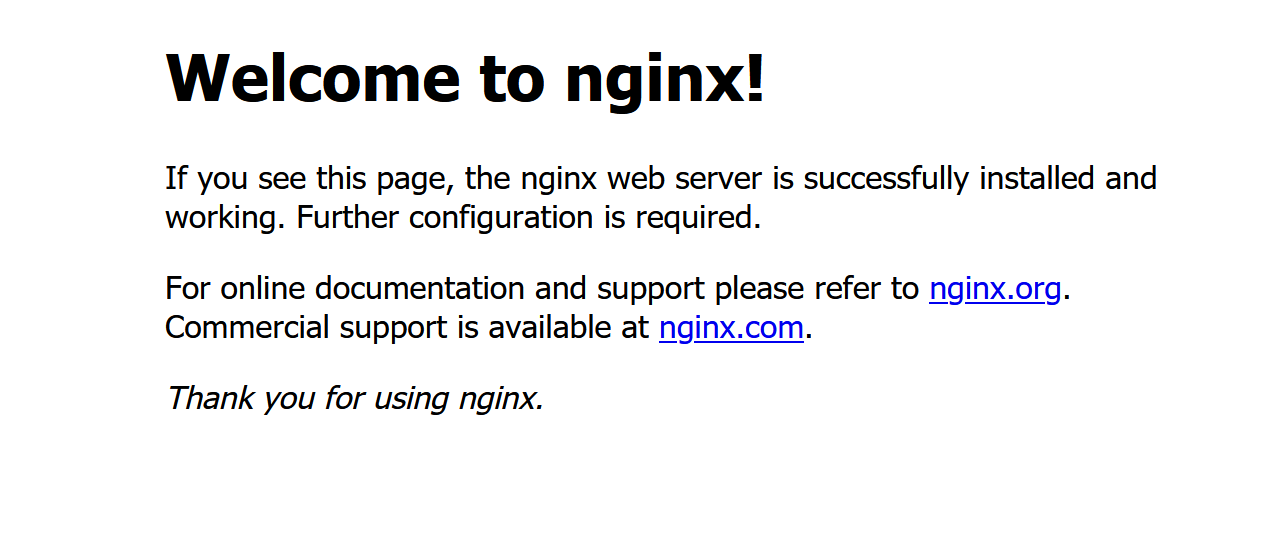 Welcome to nginx!
If you see this page, the nginx web server is successfully installed and
working. Further configuration is required.
For online documentation and support please refer to nginx.org.
Commercial support is available at nginx.com.
Thank you for using nginx.